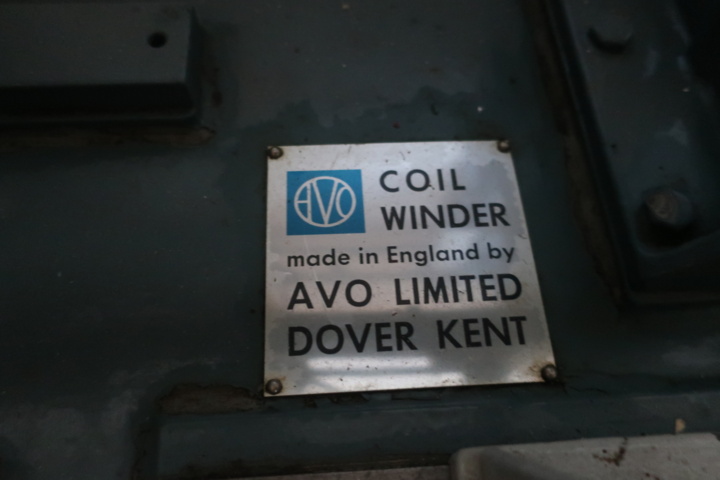 AVO
COIL
WINDER
made in England by
AVO LIMITED
DOVER KENT